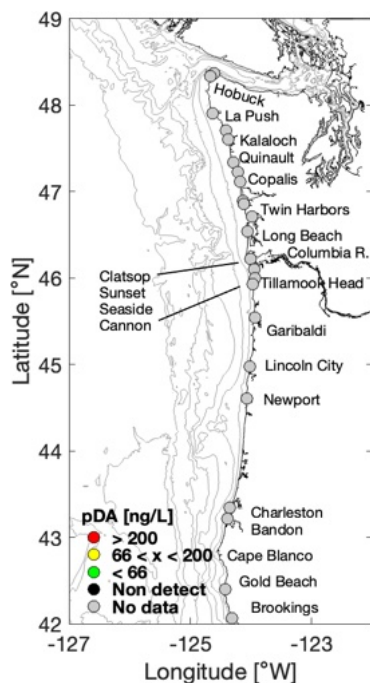 49
48
47
46
45
44
43
42
Latitude [°N]
Hobuck
La Push
Kalaloch
Quinault
Copalis
Twin Harbors
Long Beach
Columbia R.
Clatsop
Sunset
Seaside
Cannon
Tillamook Head
Garibaldi
Lincoln City
Newport
Charleston
Bandon
Cape Blanco
Gold Beach
Brookings
pDA [ng/L]
> 200
66 < x < 200
< 66
Non detect
No data
-127
-125
-123
Longitude [°W]